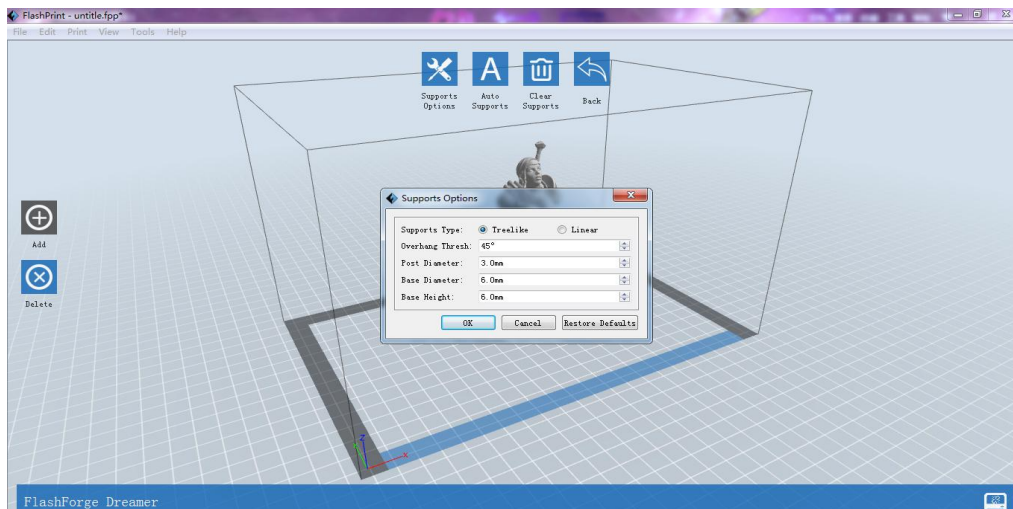 FlashPrint - untitle.fpp*
File Edit Print View Tools Help
A
Supports Options
Auto Supports
Clear Supports
Back
Add
Delete
Supports Options
Supports Type: Treelike Linear
Overhang Thresh: 45°
Post Diameter: 3.0mm
Base Diameter: 6.0mm
Base Height: 6.0mm
OK Cancel Restore Defaults
z
x
FlashForge Dreamer